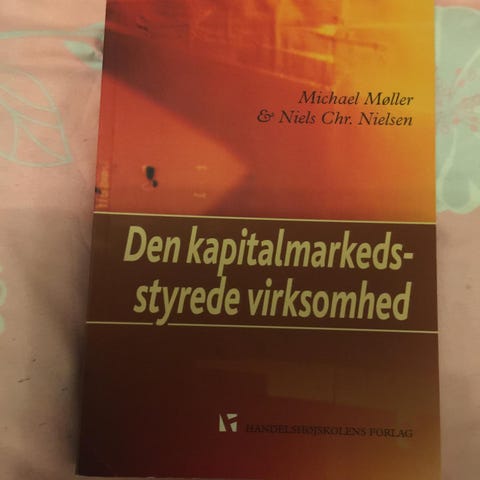 Michael Møller
& Niels Chr. Nielsen
Den kapitalmarkeds-
styrede virksomhed
HANDELSHØJSKOLENS FORLAG